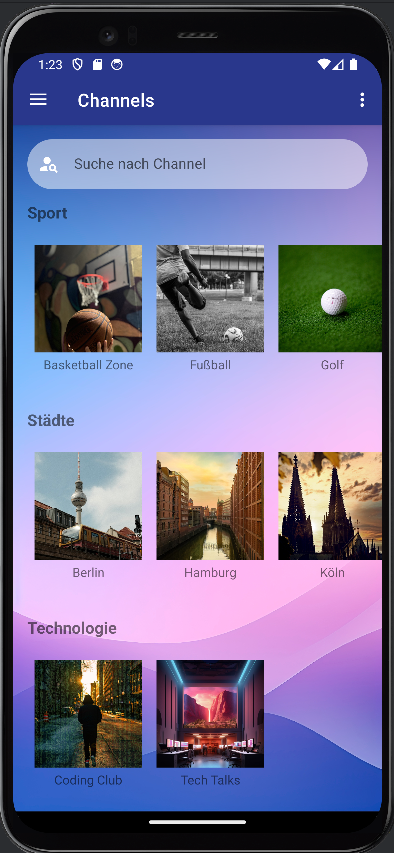 1:23
Channels
Suche nach Channel
Sport
Basketball Zone
Fußball
Golf
Städte
Berlin
Hamburg
Köln
Technologie
Coding Club
Tech Talks